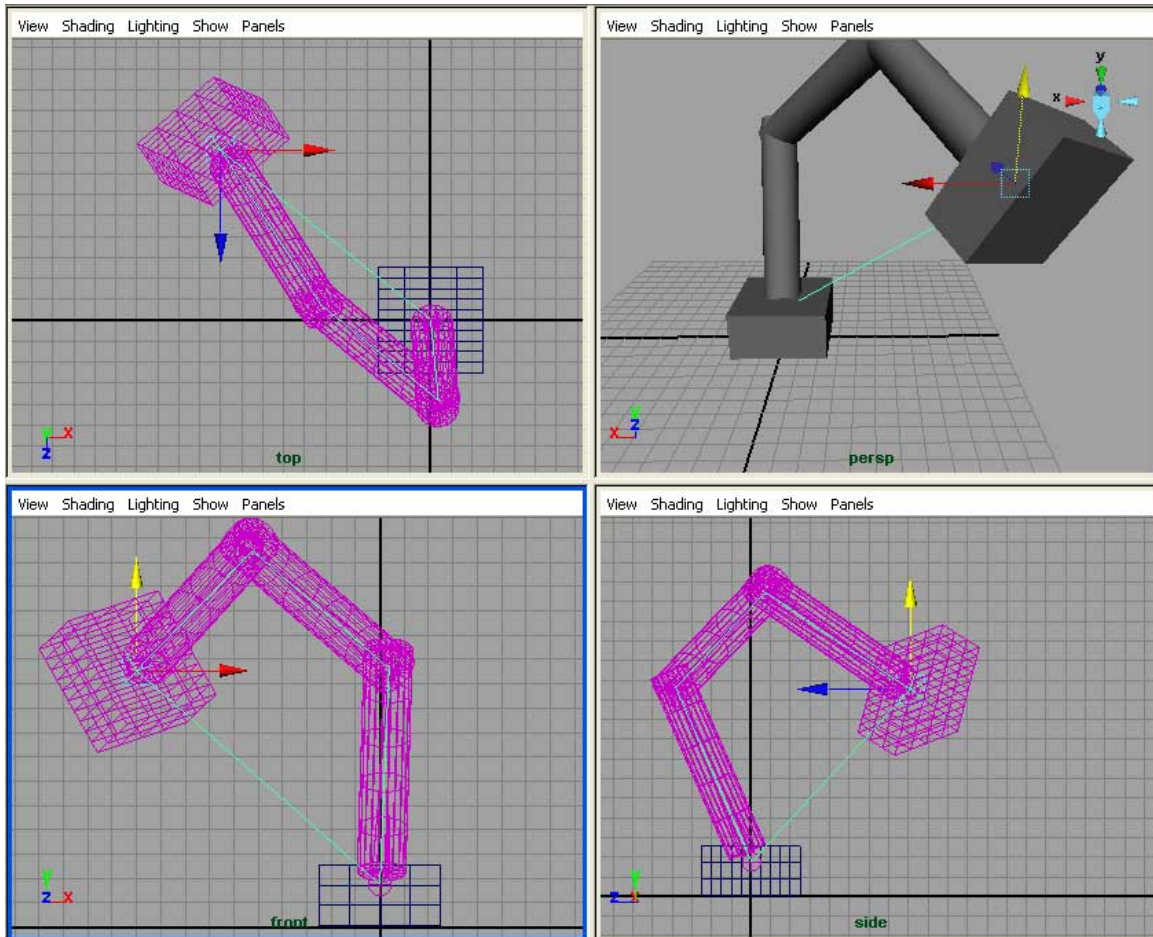 View Shading Lighting Show Panels
y
x
Y X
Z
top
View Shading Lighting Show Panels
y
x
Y
X Z
persp
View Shading Lighting Show Panels
Y
Z X
front
View Shading Lighting Show Panels
Y
Z X
side